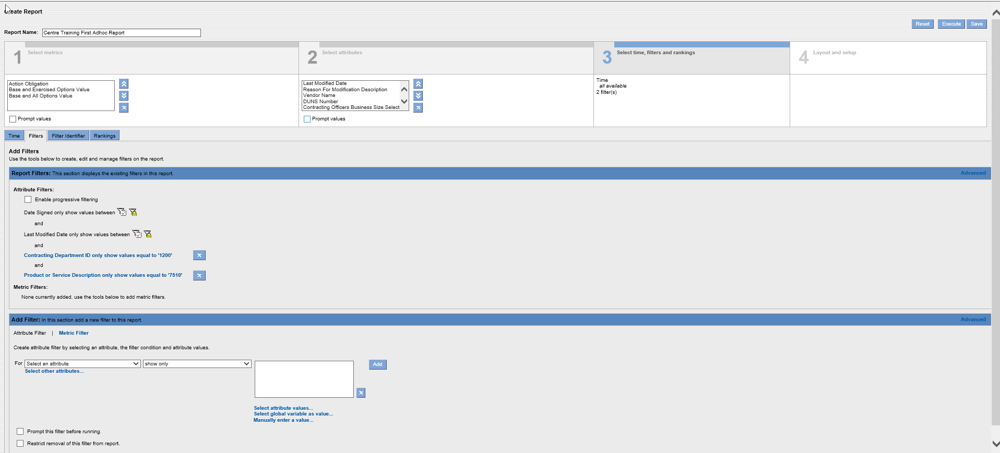 Create Report
Reset
Execute
Save
Report Name:
Centre Training First Adhoc Report
1
Select metrics
2
Select attributes
3
Select time, filters and rankings
4
Layout and setup
Action Obligation
Base and Exercised Options Value
Base and All Options Value
Prompt values
Last Modified Date
Reason For Modification Description
Vendor Name
DUNS Number
Contracting Officers Business Size Select
Prompt values
Time
all available
2 filter(s)
Time
Filters
Filter Identifier
Rankings
Add Filters
Use the tools below to create, edit and manage filters on the report.
Report Filters: This section displays the existing filters in this report.
Advanced
Attribute Filters:
Enable progressive filtering
Date Signed only show values between
and
Last Modified Date only show values between
and
Contracting Department ID only show values equal to '1200'
and
Product or Service Description only show values equal to '7510'
Metric Filters:
None currently added, use the tools below to add metric filters.
Add Filter: In this section add a new filter to this report.
Advanced
Attribute Filter | Metric Filter
Create attribute filter by selecting an attribute, the filter condition and attribute values.
For
Select an attribute
show only
Add
Select other attributes...
Select attribute values...
Select global variable as value...
Manually enter a value...
Prompt this filter before running.
Restrict removal of this filter from report.